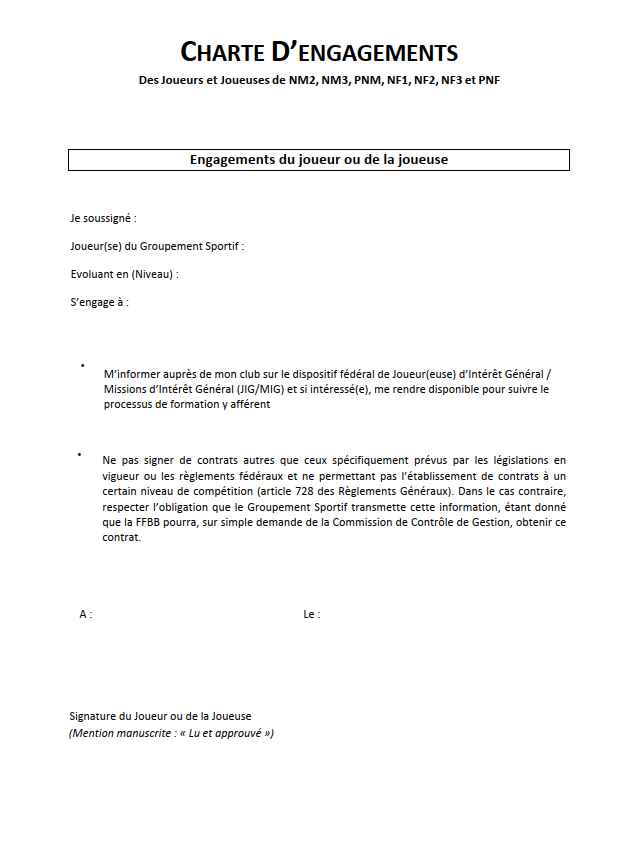 CHARTE D’ENGAGEMENTS
Des Joueurs et Joueuses de NM2, NM3, PNM, NF1, NF2, NF3 et PNF
Engagements du joueur ou de la joueuse
Je soussigné :
Joueur(se) du Groupement Sportif :
Evoluant en (Niveau) :
S’engage à :
• M’informer auprès de mon club sur le dispositif fédéral de Joueur(euse) d’Intérêt Général /
Missions d’Intérêt Général (JIG/MIG) et si intéressé(e), me rendre disponible pour suivre le
processus de formation y afférent
• Ne pas signer de contrats autres que ceux spécifiquement prévus par les législations en
vigueur ou les règlements fédéraux et ne permettant pas l’établissement de contrats à un
certain niveau de compétition (article 728 des Règlements Généraux). Dans le cas contraire,
respecter l’obligation que le Groupement Sportif transmette cette information, étant donné
que la FFBB pourra, sur simple demande de la Commission de Contrôle de Gestion, obtenir ce
contrat.
A : Le :
Signature du Joueur ou de la Joueuse
(Mention manuscrite : « Lu et approuvé »)